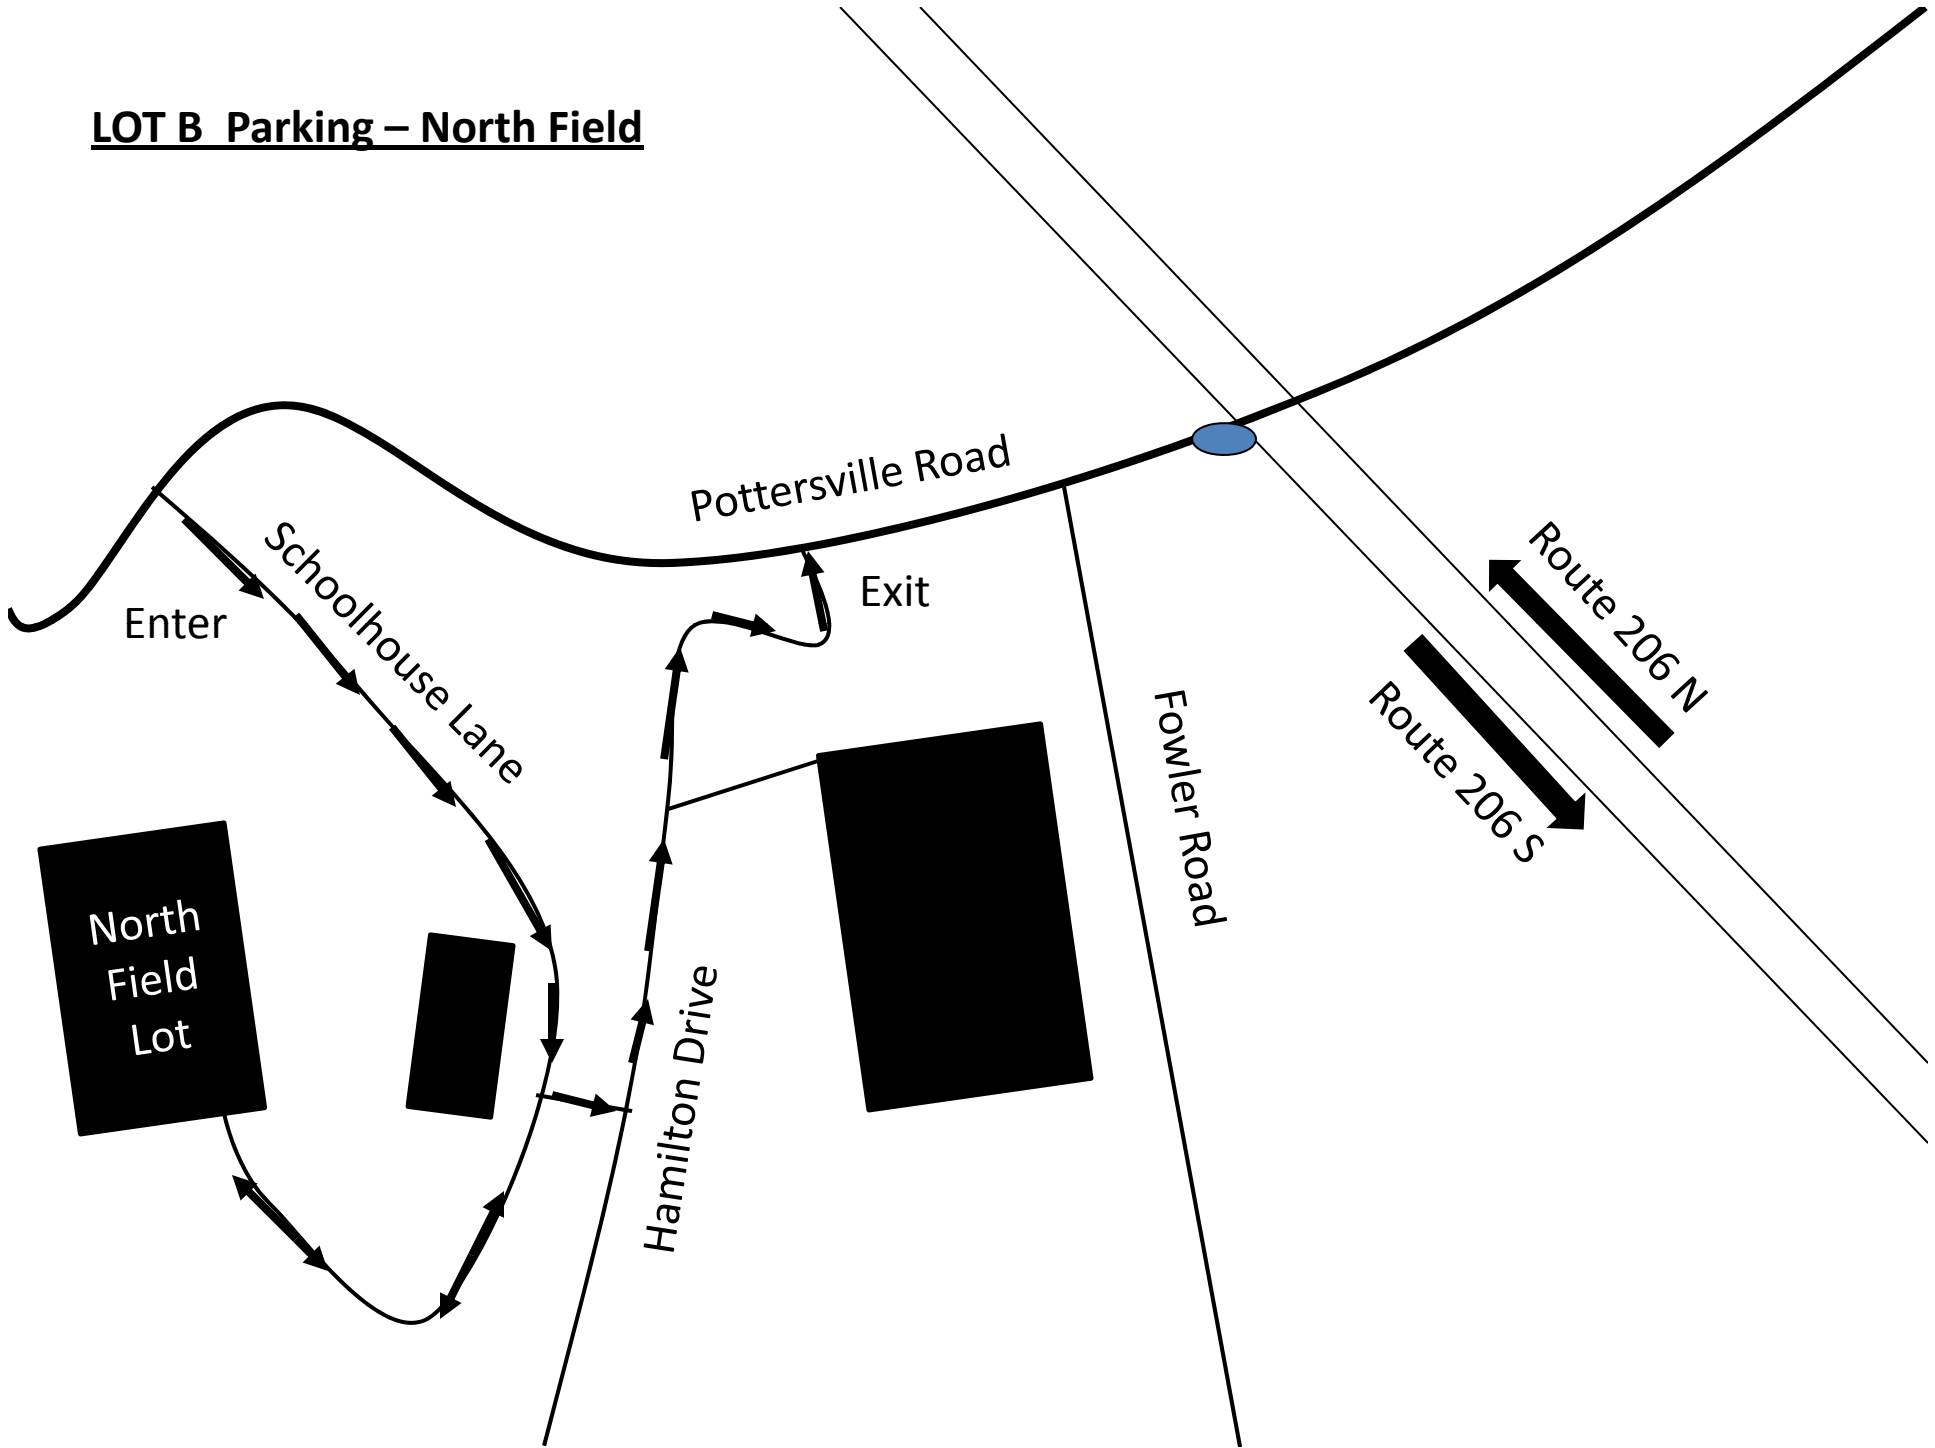 LOT B  Parking – North Field
Pottersville Road
Schoolhouse Lane
Enter
Exit
Route 206 N
Route 206 S
Fowler Road
North
Field
Lot
Hamilton Drive